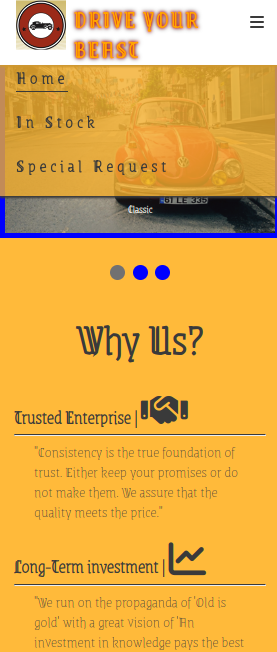 DRIVE YOUR
BEAST
Home
In Stock
Special Request
661 LE 335
Classic
Why Us?
Trusted Enterprise |
"Consistency is the true foundation of
trust. Either keep your promises or do
not make them. We assure that the
quality meets the price."
Long-Term investment |
"We run on the propaganda of 'Old is
gold' with a great vision of 'An
investment in knowledge pays the best